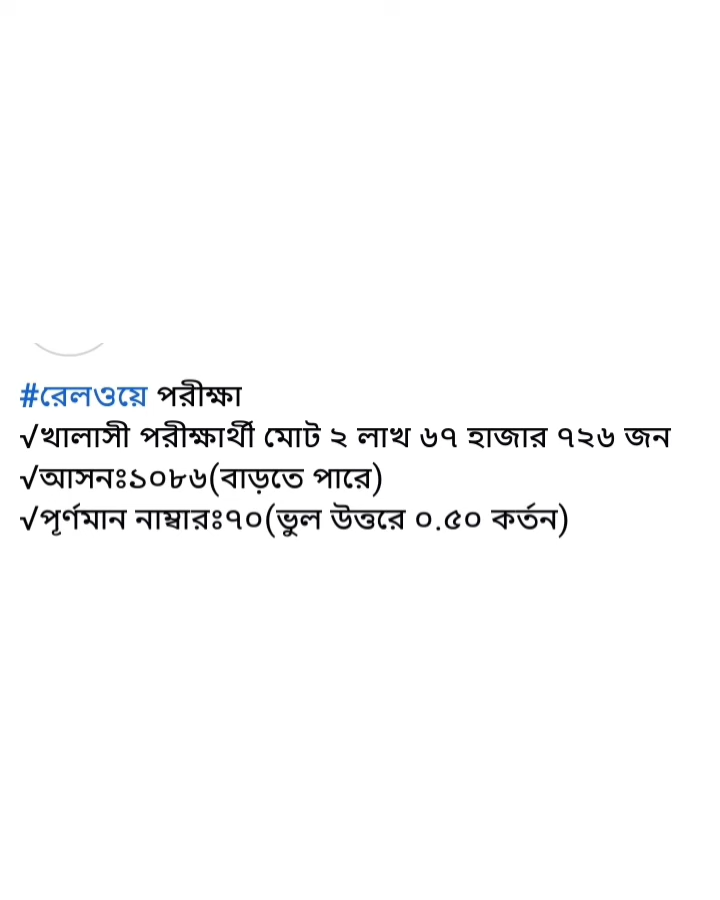 #রেলওয়ে পরীক্ষা
√খালাসী পরীক্ষার্থী মোট ২ লাখ ৬৭ হাজার ৭২৬ জন
√আসনঃ১০৮৬(বাড়তে পারে)
√পূর্ণমান নাম্বারঃ৭০(ভুল উত্তরে ০.৫০ কর্তন)